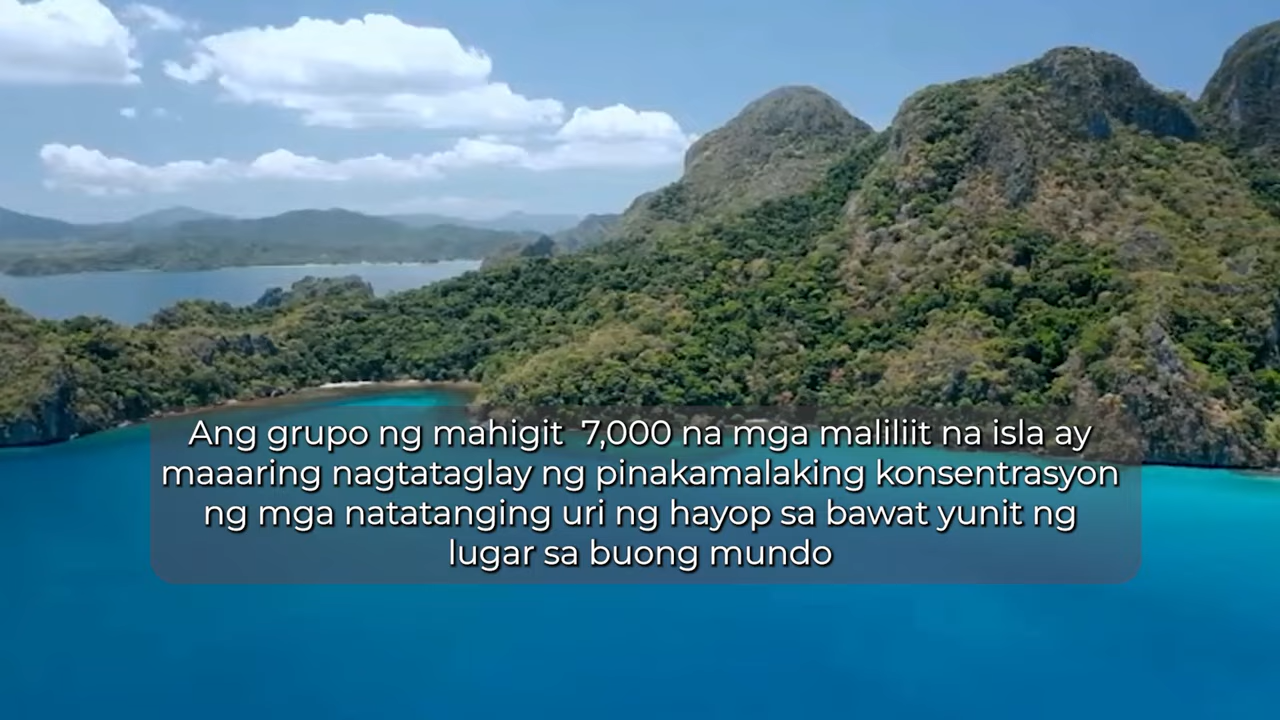 Ang grupo ng mahigit  7,000 na mga maliliit na isla ay
maaaring nagtataglay ng pinakamalaking konsentrasyon
ng mga natatanging uri ng hayop sa bawat yunit ng
lugar sa buong mundo